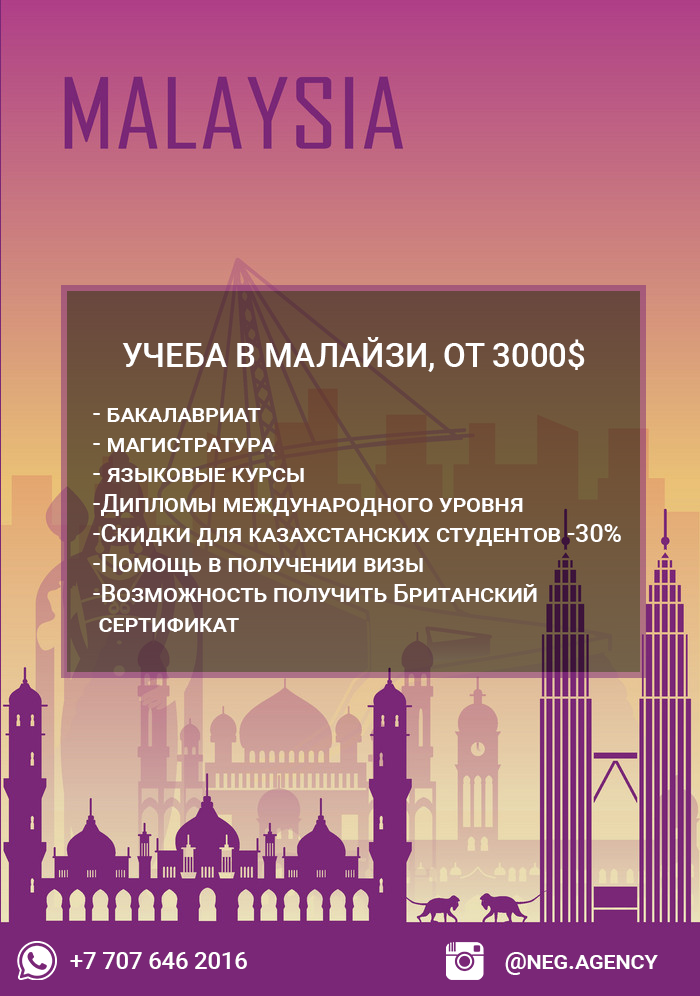 MALAYSIA
УЧЕБА В МАЛАЙЗИ, ОТ 3000$
- БАКАЛАВРИАТ
- МАГИСТРАТУРА
- ЯЗЫКОВЫЕ КУРСЫ
-ДИПЛОМЫ МЕЖДУНАРОДНОГО УРОВНЯ
-СКИДКИ ДЛЯ КАЗАХСТАНСКИХ СТУДЕНТОВ -30%
-ПОМОЩЬ В ПОЛУЧЕНИИ ВИЗЫ
-ВОЗМОЖНОСТЬ ПОЛУЧИТЬ БРИТАНСКИЙ
СЕРТИФИКАТ
+7 707 646 2016
@NEG.AGENCY